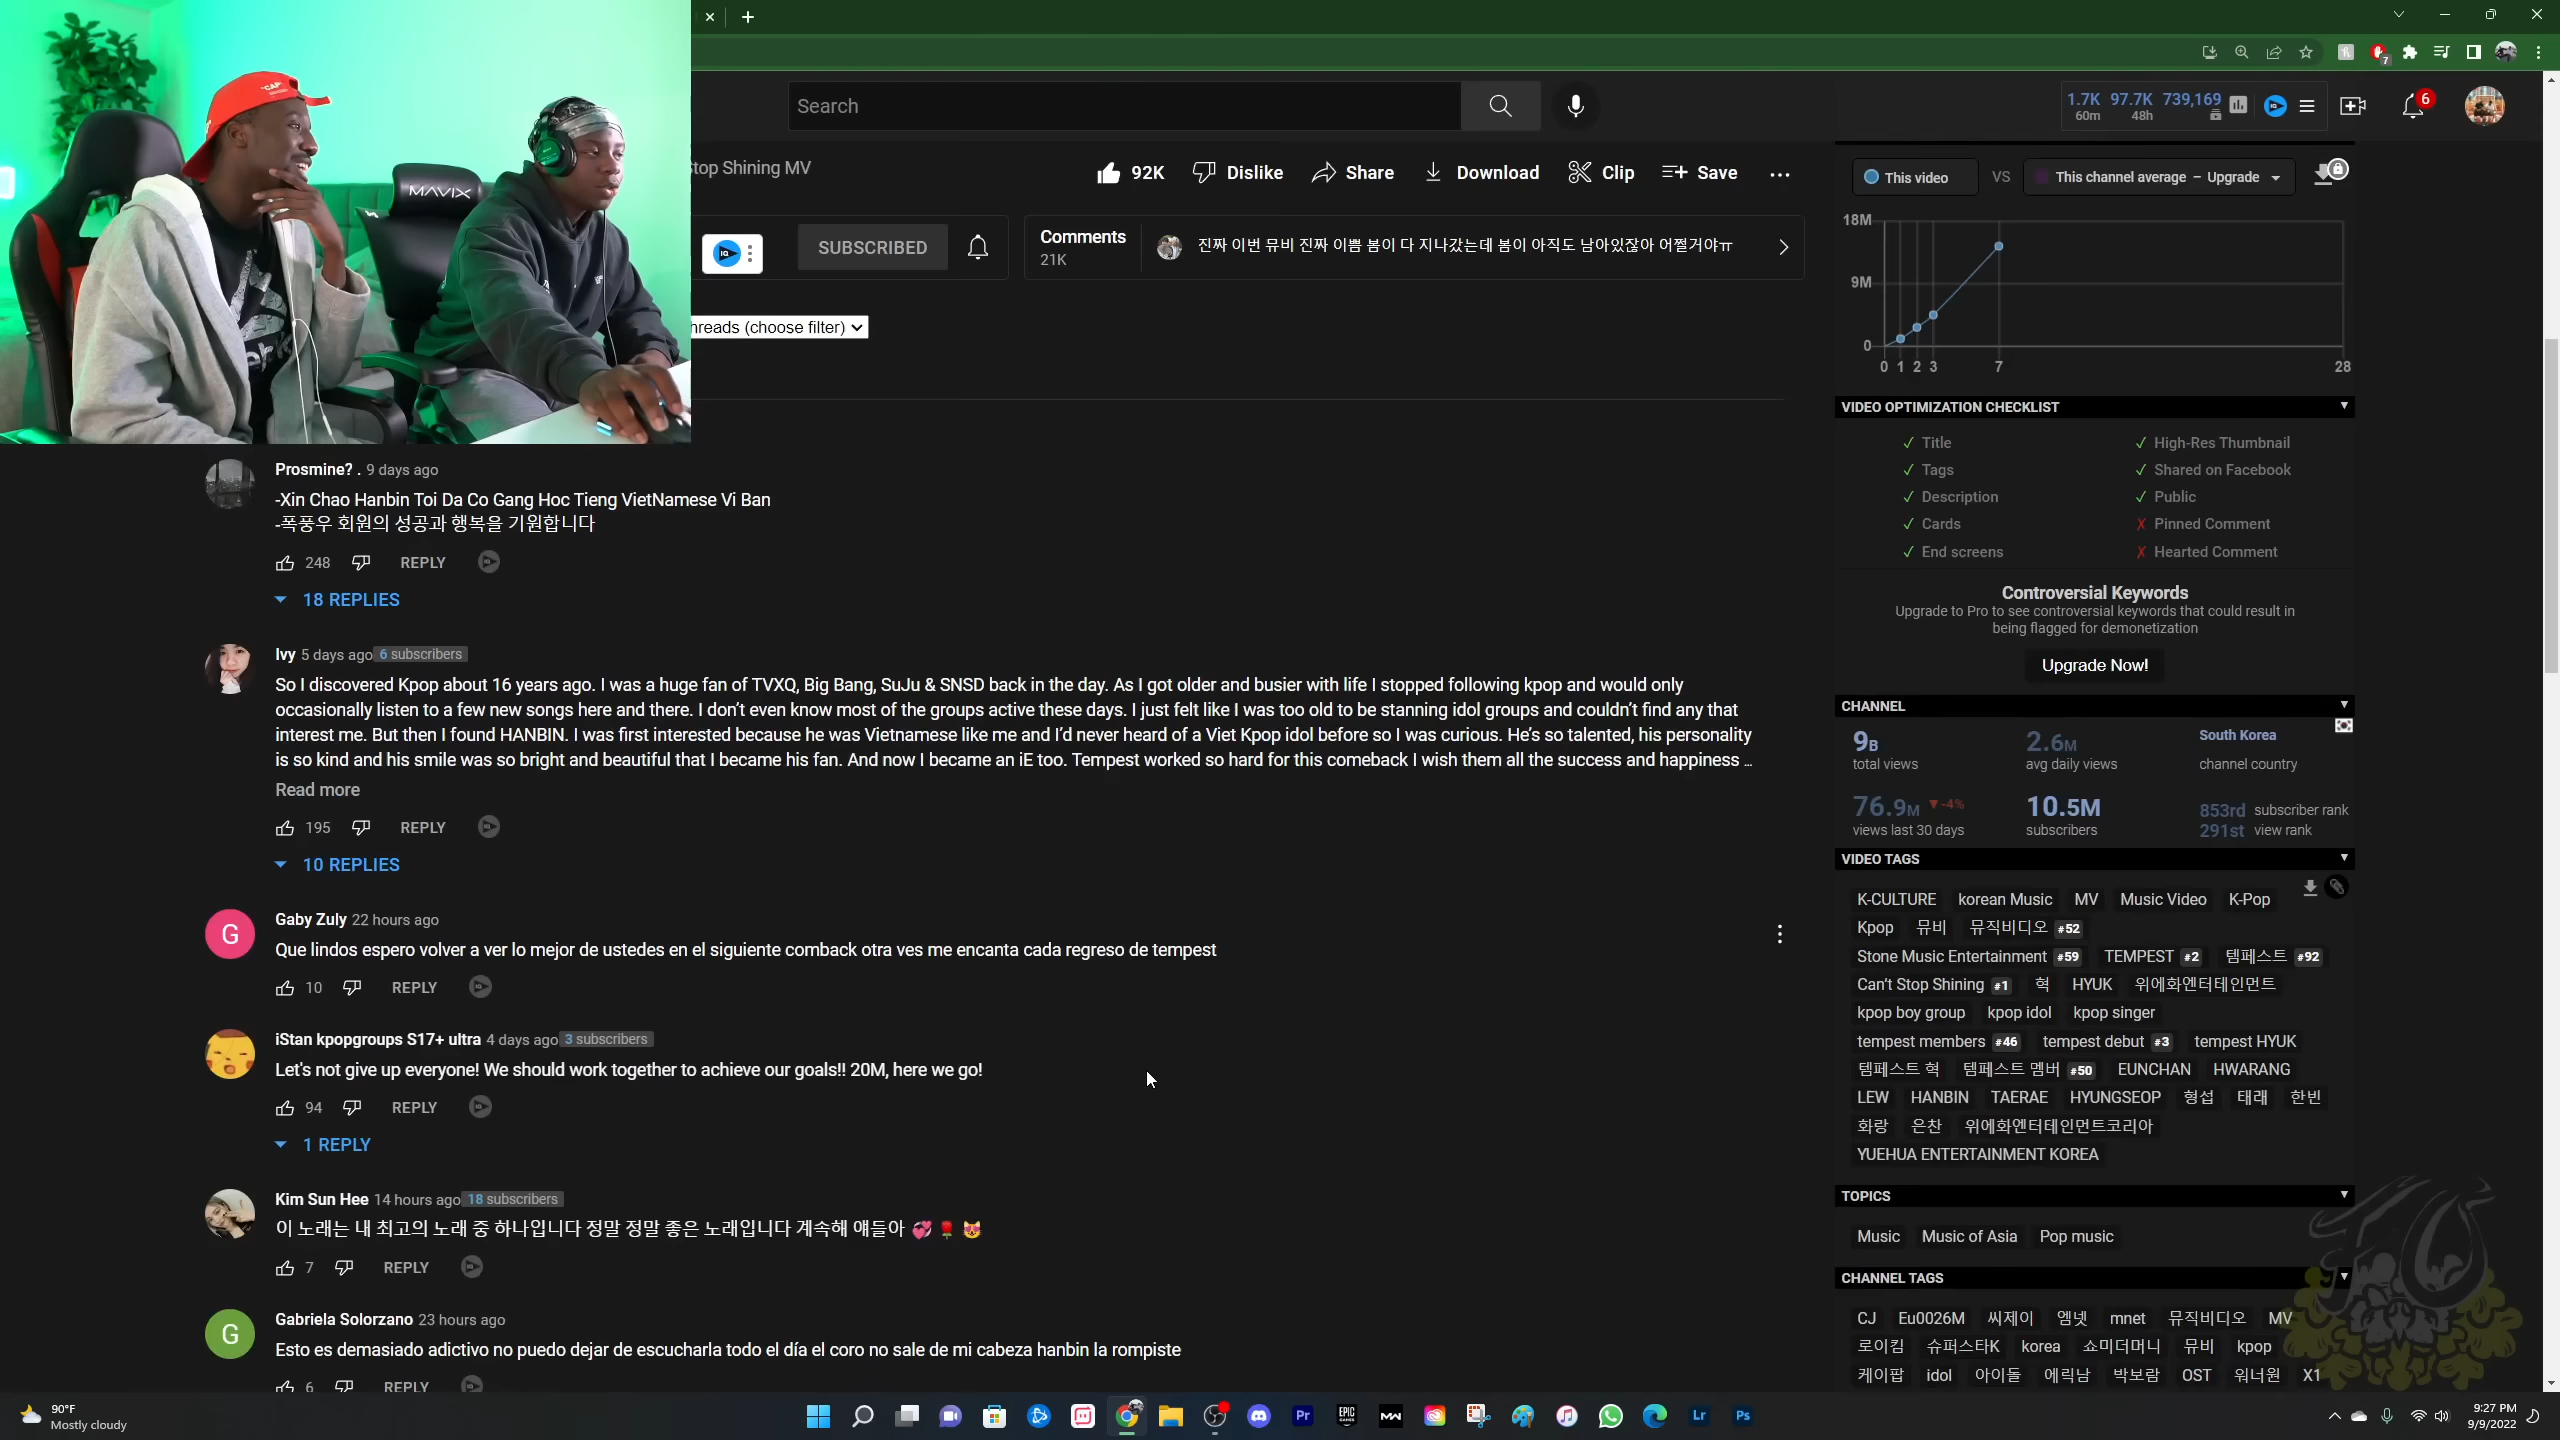 Search
1.7K 97.7K 739,169
60m 48h
6
7
CAP
MAVIX
top Shining MV
92K Dislike Share Download Clip Save
SUBSCRIBED
Comments
21K
진짜 이번 뮤비 진짜 이쁨 봄이 다 지나갔는데 봄이 아직도 남아있잖아 어쩔거야ㅠ
hreads (choose filter)
Prosmine? . 9 days ago
-Xin Chao Hanbin Toi Da Co Gang Hoc Tieng VietNamese Vi Ban
-폭풍우 회원의 성공과 행복을 기원합니다
248 REPLY
18 REPLIES
Ivy 5 days ago 6 subscribers
So I discovered Kpop about 16 years ago. I was a huge fan of TVXQ, Big Bang, SuJu & SNSD back in the day. As I got older and busier with life I stopped following kpop and would only
occasionally listen to a few new songs here and there. I don't even know most of the groups active these days. I just felt like I was too old to be stanning idol groups and couldn't find any that
interest me. But then I found HANBIN. I was first interested because he was Vietnamese like me and I'd never heard of a Viet Kpop idol before so I was curious. He's so talented, his personality
is so kind and his smile was so bright and beautiful that I became his fan. And now I became an iE too. Tempest worked so hard for this comeback I wish them all the success and happiness ...
Read more
195 REPLY
10 REPLIES
G
Gaby Zuly 22 hours ago
Que lindos espero volver a ver lo mejor de ustedes en el siguiente comback otra ves me encanta cada regreso de tempest
10 REPLY
iStan kpopgroups S17+ ultra 4 days ago 3 subscribers
Let's not give up everyone! We should work together to achieve our goals!! 20M, here we go!
94 REPLY
1 REPLY
Kim Sun Hee 14 hours ago 18 subscribers
이 노래는 내 최고의 노래 중 하나입니다 정말 정말 좋은 노래입니다 계속해 얘들아 💞🌹😻
7 REPLY
G
Gabriela Solorzano 23 hours ago
Esto es demasiado adictivo no puedo dejar de escucharla todo el día el coro no sale de mi cabeza hanbin la rompiste
6 REPLY
This video VS This channel average – Upgrade
18M
9M
0
0 1 2 3 7 28
VIDEO OPTIMIZATION CHECKLIST
✓ Title ✓ High-Res Thumbnail
✓ Tags ✓ Shared on Facebook
✓ Description ✓ Public
✓ Cards ✗ Pinned Comment
✓ End screens ✗ Hearted Comment
Controversial Keywords
Upgrade to Pro to see controversial keywords that could result in
being flagged for demonetization
Upgrade Now!
CHANNEL
9B 2.6M South Korea
total views avg daily views channel country
76.9M ▼-4% 10.5M 853rd subscriber rank
views last 30 days subscribers 291st view rank
VIDEO TAGS
K-CULTURE korean Music MV Music Video K-Pop
Kpop 뮤비 뮤직비디오 #52
Stone Music Entertainment #59 TEMPEST #2 템페스트 #92
Can't Stop Shining #1 혁 HYUK 위에화엔터테인먼트
kpop boy group kpop idol kpop singer
tempest members #46 tempest debut #3 tempest HYUK
템페스트 혁 템페스트 멤버 #50 EUNCHAN HWARANG
LEW HANBIN TAERAE HYUNGSEOP 형섭 태래 한빈
화랑 은찬 위에화엔터테인먼트코리아
YUEHUA ENTERTAINMENT KOREA
TOPICS
Music Music of Asia Pop music
CHANNEL TAGS
CJ Eu0026M 씨제이 엠넷 mnet 뮤직비디오 MV
로이킴 슈퍼스타K korea 쇼미더머니 뮤비 kpop
케이팝 idol 아이돌 에릭남 박보람 OST 워너원 X1
90°F
Mostly cloudy
Pr EPIC GAMES MW Lr Ps
9:27 PM
9/9/2022